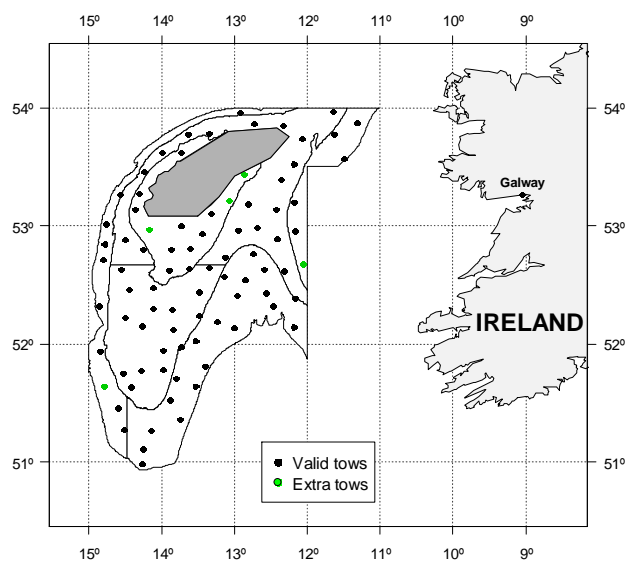 15º 14º 13º 12º 11º 10º 9º
54º 54º
Galway
53º 53º
IRELAND
52º 52º
Valid tows
51º 51º
Extra tows
15º 14º 13º 12º 11º 10º 9º